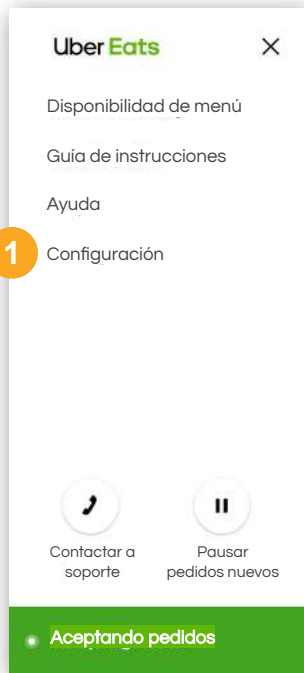 Uber Eats
Disponibilidad de menú
Guía de instrucciones
Ayuda
1
Configuración
Contactar a
soporte
Pausar
pedidos nuevos
Aceptando pedidos